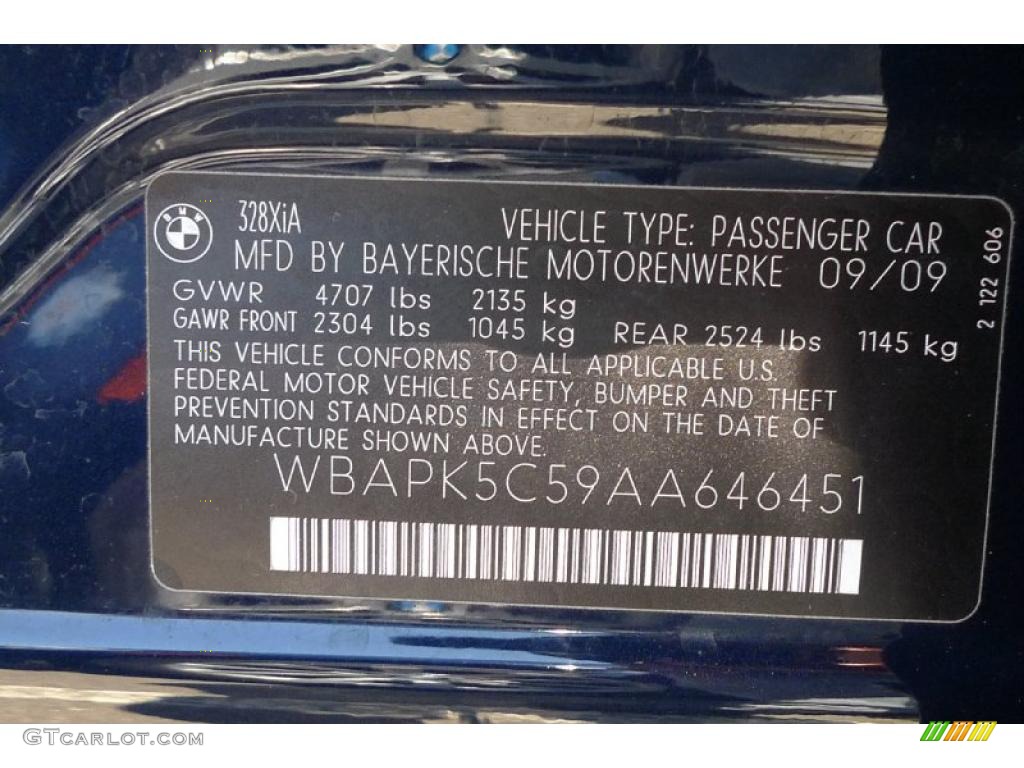 BMW
328XiA VEHICLE TYPE: PASSENGER CAR
MFD BY BAYERISCHE MOTORENWERKE 09/09
GVWR 4707 lbs 2135 kg
GAWR FRONT 2304 lbs 1045 kg REAR 2524 lbs 1145 kg
THIS VEHICLE CONFORMS TO ALL APPLICABLE U.S.
FEDERAL MOTOR VEHICLE SAFETY, BUMPER AND THEFT
PREVENTION STANDARDS IN EFFECT ON THE DATE OF
MANUFACTURE SHOWN ABOVE.
WBAPK5C59AA646451
2 122 606
GTCarLot.com